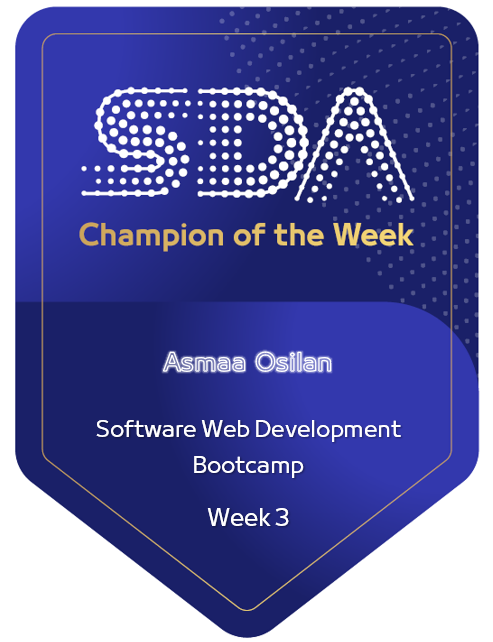 SDA
Champion of the Week
Asmaa Osilan
Software Web Development
Bootcamp
Week 3